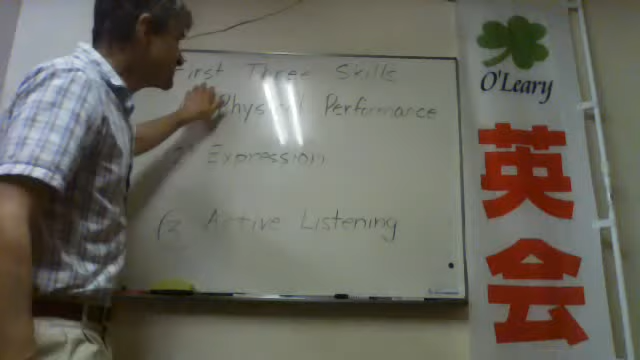 First Three Skills
Physical Performance
Expression
Active Listening
O'Leary
英
会